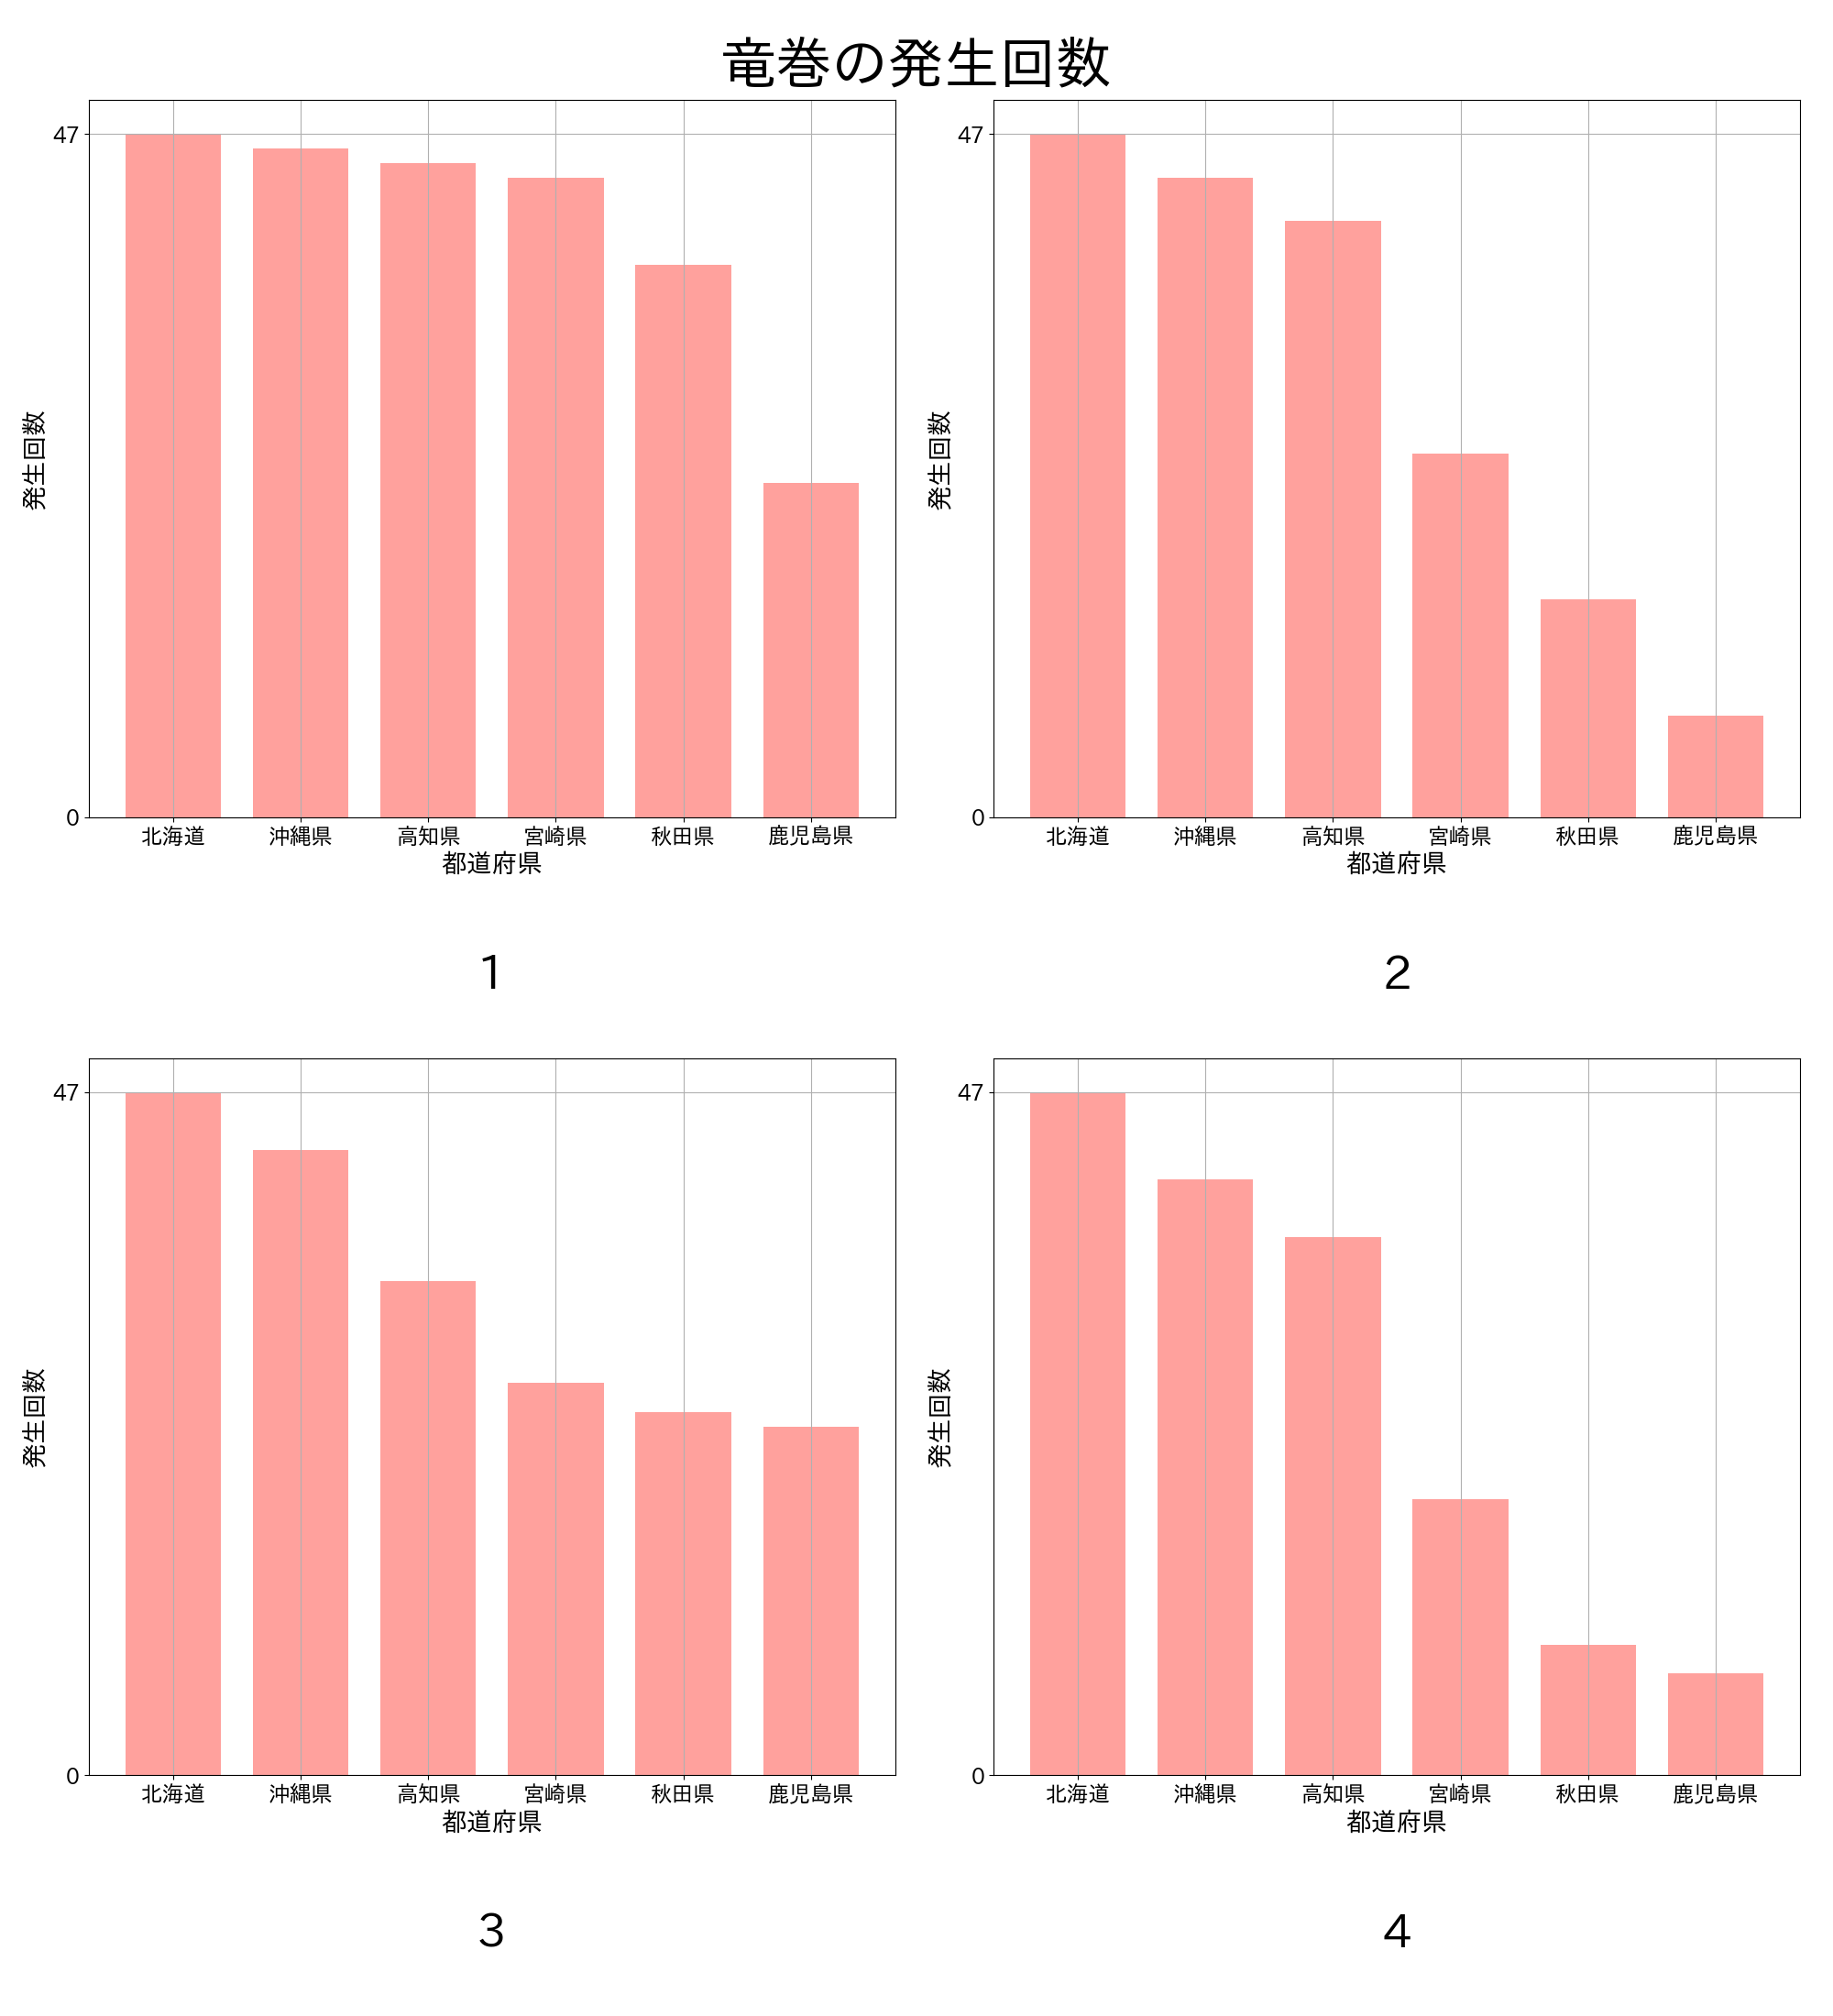 竜巻の発生回数
47
0
発生回数
北海道 沖縄県 高知県 宮崎県 秋田県 鹿児島県
都道府県
1
47
0
発生回数
北海道 沖縄県 高知県 宮崎県 秋田県 鹿児島県
都道府県
2
47
0
発生回数
北海道 沖縄県 高知県 宮崎県 秋田県 鹿児島県
都道府県
3
47
0
発生回数
北海道 沖縄県 高知県 宮崎県 秋田県 鹿児島県
都道府県
4